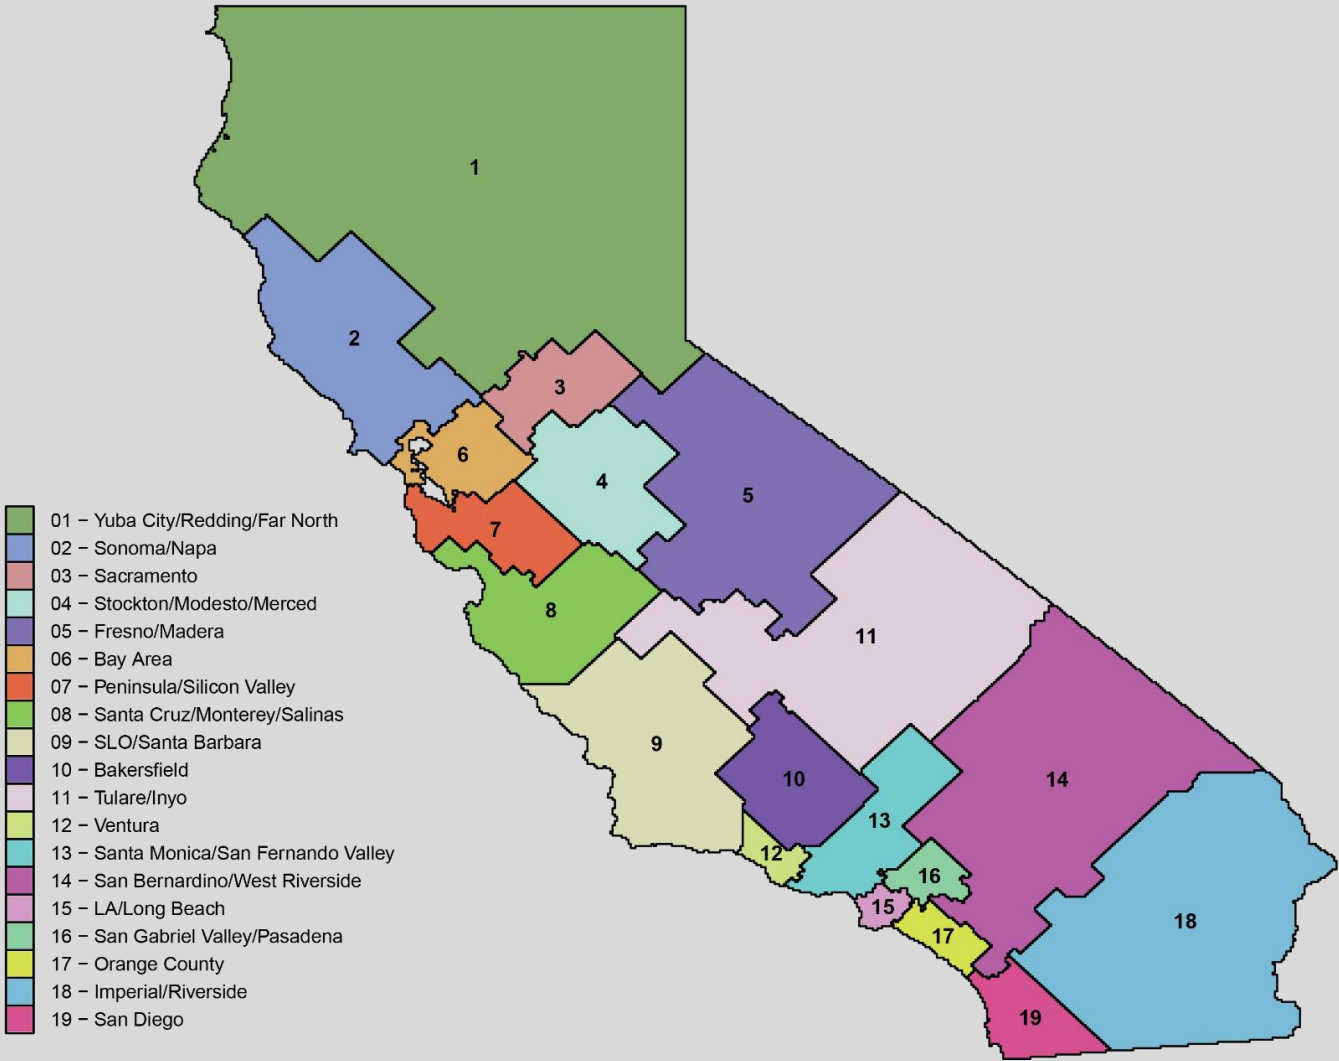 1
2
3
6
4
5
7
8
11
9
10
14
13
12
16
15
18
17
19
01 − Yuba City/Redding/Far North
02 − Sonoma/Napa
03 − Sacramento
04 − Stockton/Modesto/Merced
05 − Fresno/Madera
06 − Bay Area
07 − Peninsula/Silicon Valley
08 − Santa Cruz/Monterey/Salinas
09 − SLO/Santa Barbara
10 − Bakersfield
11 − Tulare/Inyo
12 − Ventura
13 − Santa Monica/San Fernando Valley
14 − San Bernardino/West Riverside
15 − LA/Long Beach
16 − San Gabriel Valley/Pasadena
17 − Orange County
18 − Imperial/Riverside
19 − San Diego